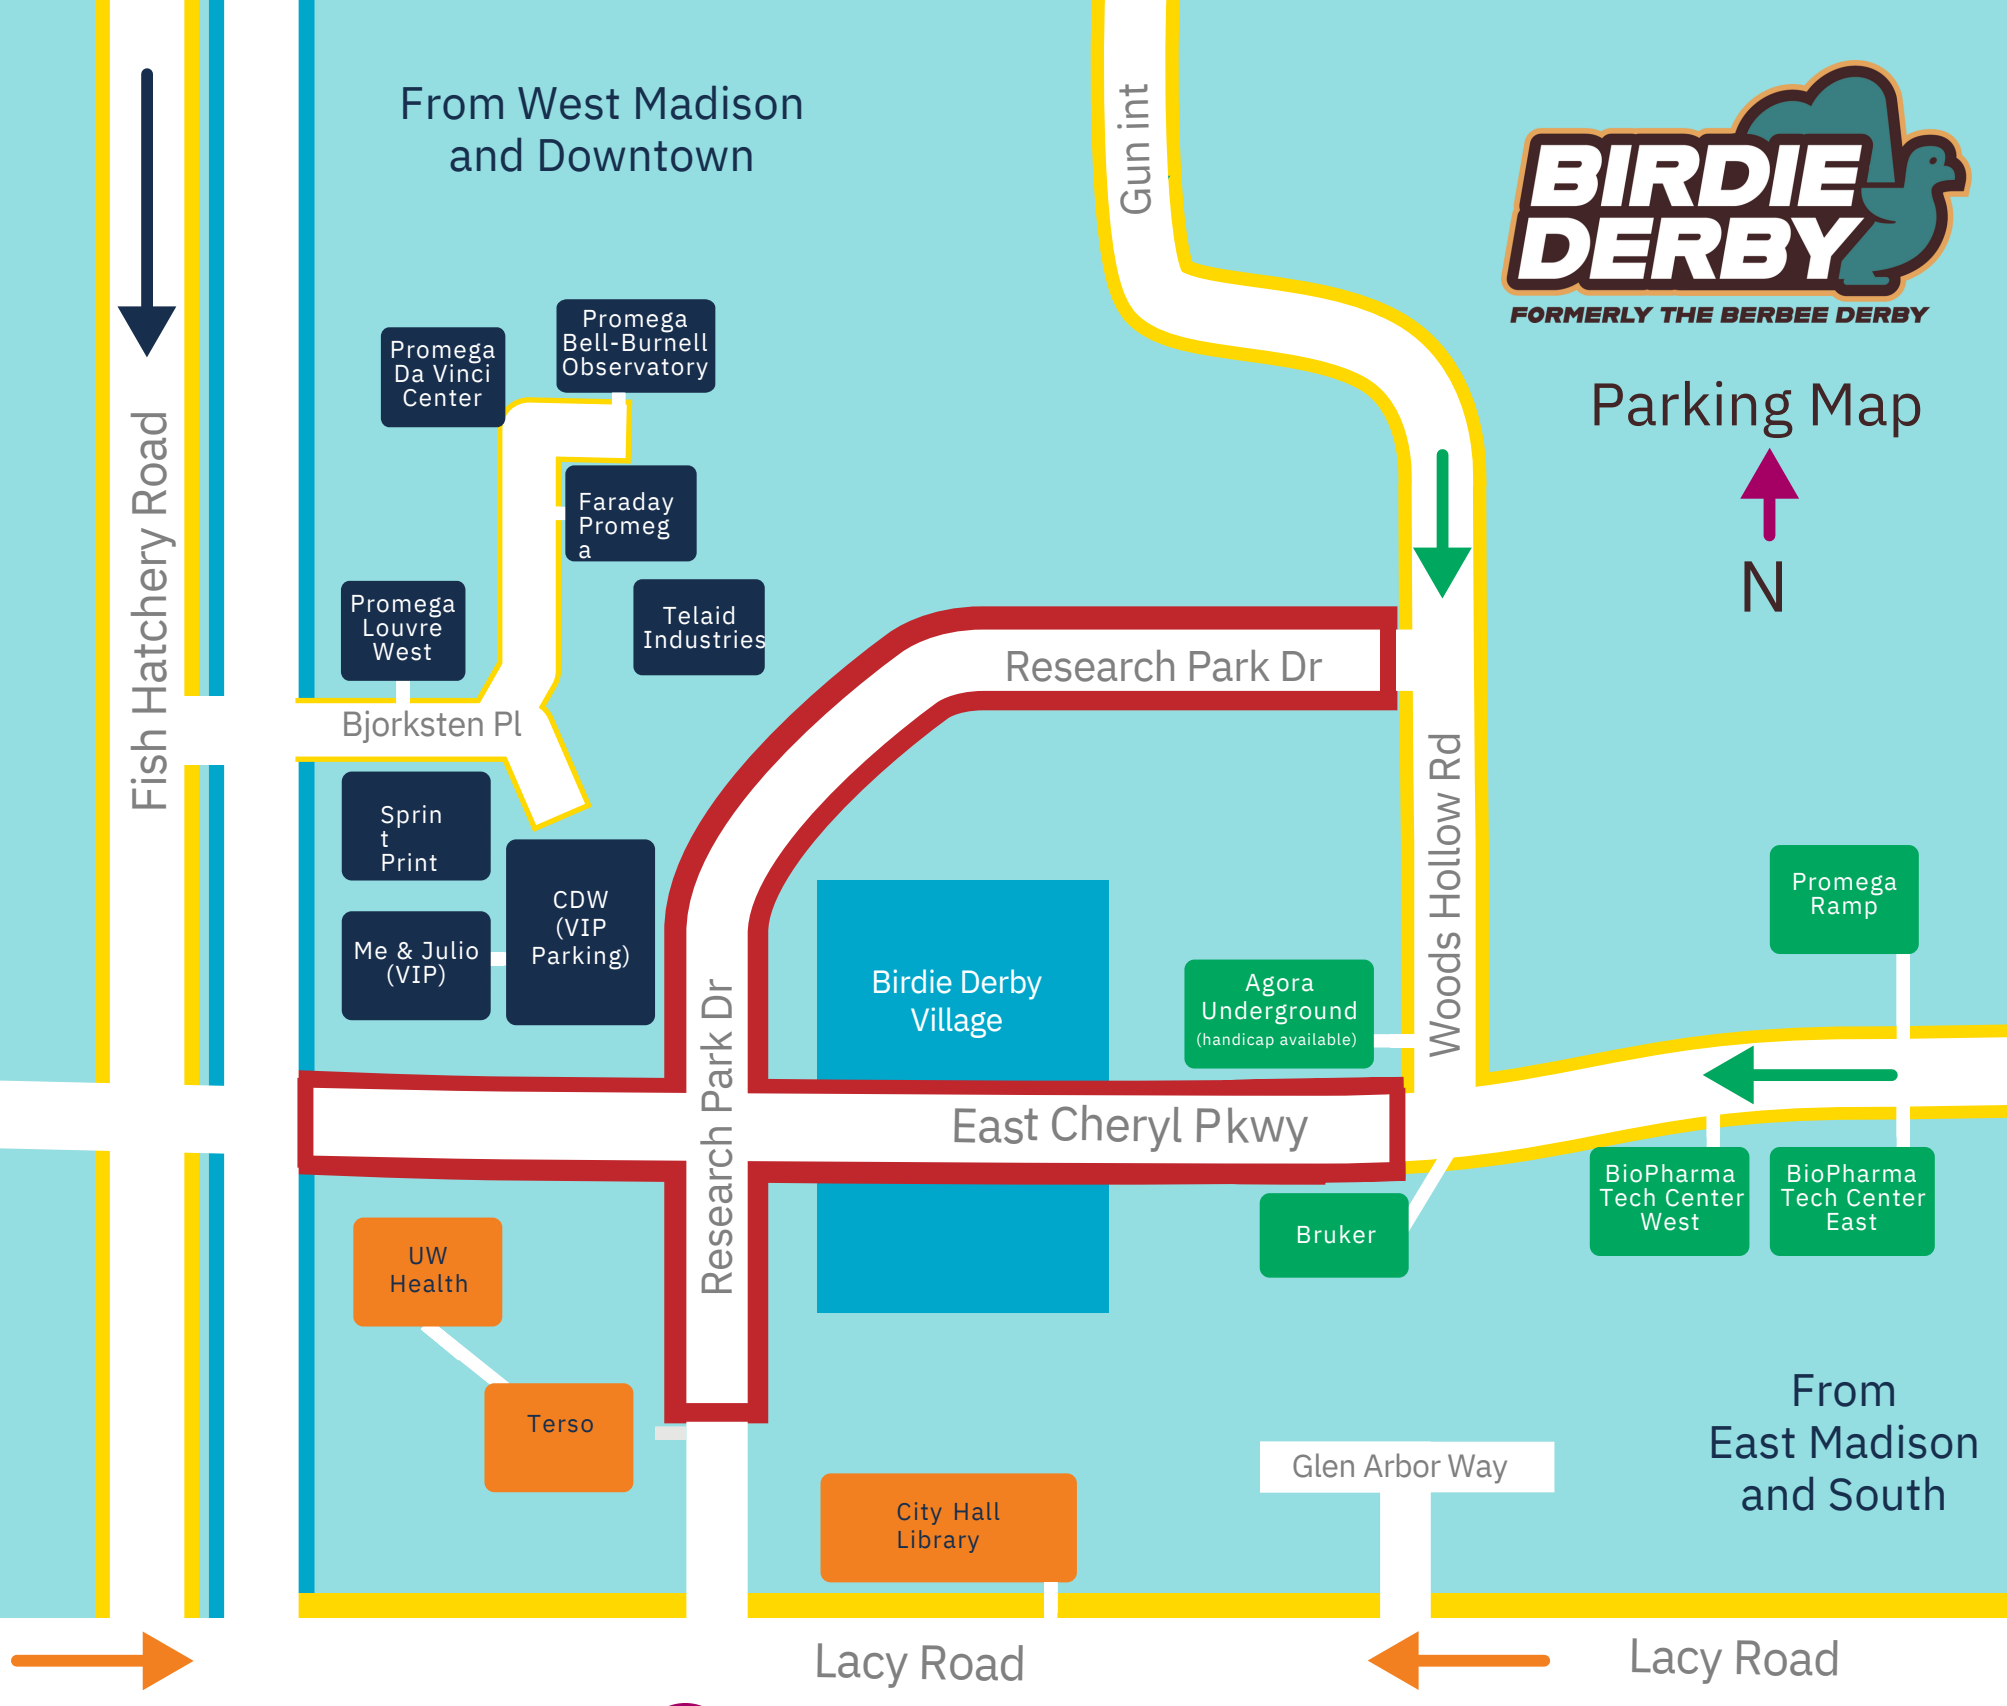 From West Madison
and Downtown
Gun int
BIRDIE
DERBY
FORMERLY THE BERBEE DERBY
Parking Map
N
Promega
Bell-Burnell
Observatory
Promega
Da Vinci
Center
Fish Hatchery Road
Faraday
Promeg
a
Promega
Louvre
West
Telaid
Industries
Research Park Dr
Bjorksten Pl
Woods Hollow Rd
Sprin
t
Print
CDW
(VIP
Parking)
Me & Julio
(VIP)
Promega
Ramp
Birdie Derby
Village
Agora
Underground
(handicap available)
Research Park Dr
East Cheryl Pkwy
BioPharma
Tech Center
West
BioPharma
Tech Center
East
Bruker
UW
Health
Terso
From
East Madison
and South
Glen Arbor Way
City Hall
Library
Lacy Road
Lacy Road